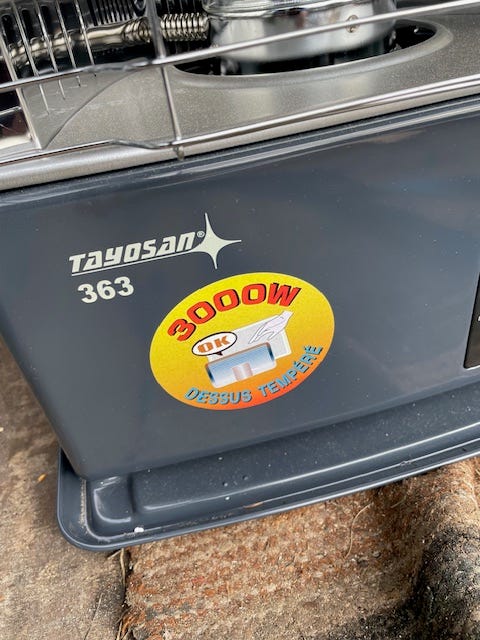 TAYOSAN®
363
3000W
OK
DESSUS TEMPÉRÉ